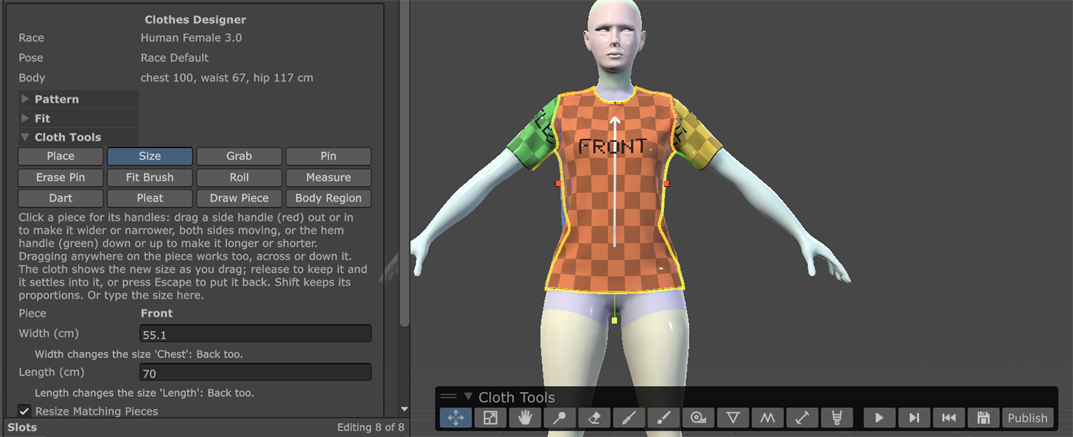 Clothes Designer
Race Human Female 3.0
Pose Race Default
Body chest 100, waist 67, hip 117 cm
Pattern
Fit
Cloth Tools
Place Size Grab Pin
Erase Pin Fit Brush Roll Measure
Dart Pleat Draw Piece Body Region
Click a piece for its handles: drag a side handle (red) out or in
to make it wider or narrower, both sides moving, or the hem
handle (green) down or up to make it longer or shorter.
Dragging anywhere on the piece works too, across or down it.
The cloth shows the new size as you drag; release to keep it and
it settles into it, or press Escape to put it back. Shift keeps its
proportions. Or type the size here.
Piece Front
Width (cm) 55.1
Width changes the size 'Chest': Back too.
Length (cm) 70
Length changes the size 'Length': Back too.
Resize Matching Pieces
Slots Editing 8 of 8
FRONT
Cloth Tools
Publish